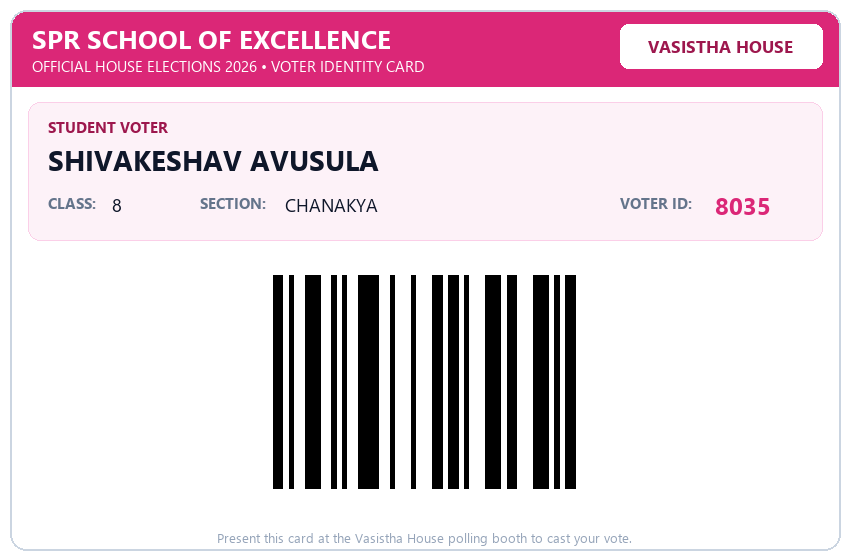 SPR SCHOOL OF EXCELLENCE
OFFICIAL HOUSE ELECTIONS 2026 • VOTER IDENTITY CARD
VASISTHA HOUSE
STUDENT VOTER
SHIVAKESHAV AVUSULA
CLASS: 8 SECTION: CHANAKYA VOTER ID: 8035
Present this card at the Vasistha House polling booth to cast your vote.